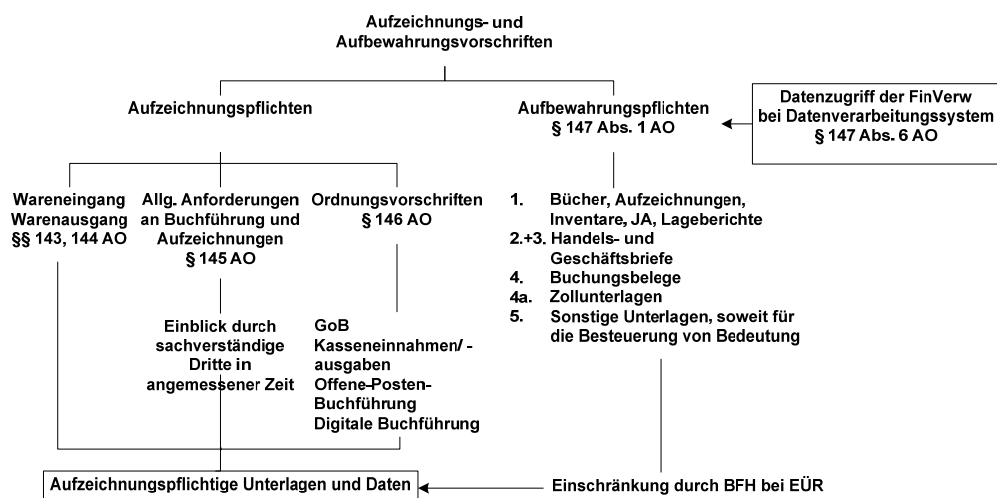 Aufzeichnungs- und
Aufbewahrungsvorschriften
Aufzeichnungspflichten
Aufbewahrungspflichten
§ 147 Abs. 1 AO
Datenzugriff der FinVerw
bei Datenverarbeitungssystem
§ 147 Abs. 6 AO
Wareneingang
Warenausgang
§§ 143, 144 AO
Allg. Anforderungen
an Buchführung und
Aufzeichnungen
§ 145 AO
Ordnungsvorschriften
§ 146 AO
1. Bücher, Aufzeichnungen,
Inventare, JA, Lageberichte
2.+3. Handels- und
Geschäftsbriefe
4. Buchungsbelege
4a. Zollunterlagen
5. Sonstige Unterlagen, soweit für
die Besteuerung von Bedeutung
Einblick durch
sachverständige
Dritte in
angemessener Zeit
GoB
Kasseneinnahmen/ -
ausgaben
Offene-Posten-
Buchführung
Digitale Buchführung
Aufzeichnungspflichtige Unterlagen und Daten
Einschränkung durch BFH bei EÜR